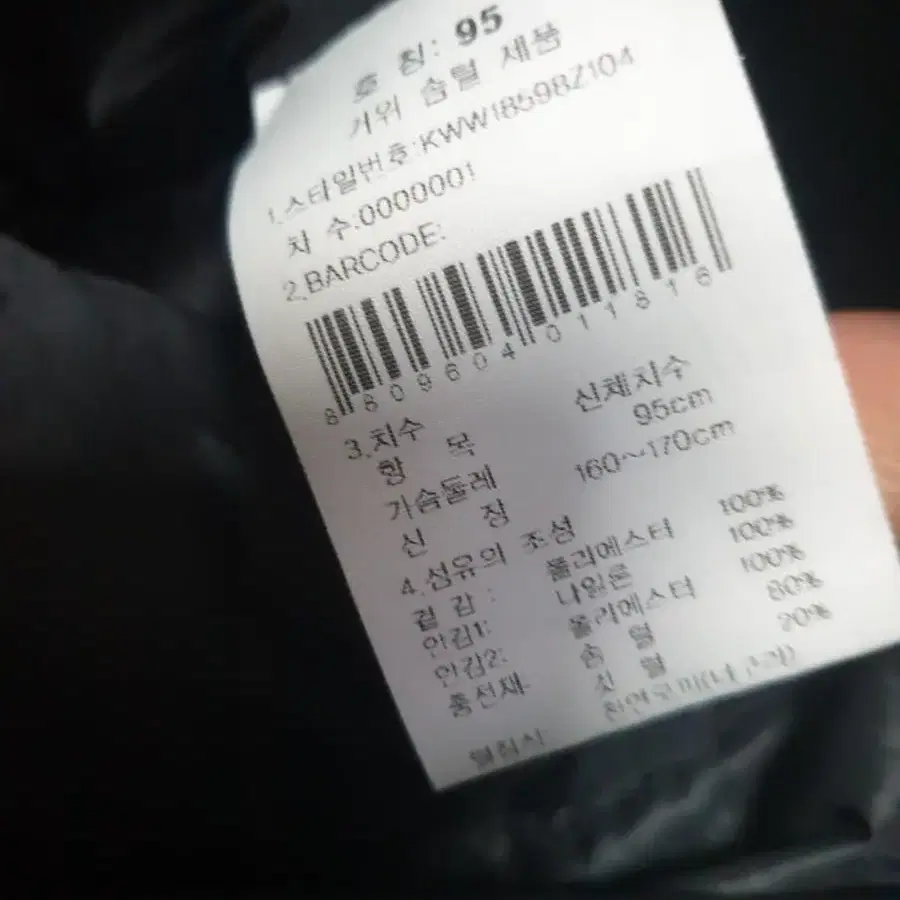 호 칭: 95
거위 솜털 제품
1.스타일번호:KWW18598Z104
치 수:0000001
2.BARCODE:
8809604011816
3.치수
항 목 신체치수
가슴둘레 95cm
신 장 160~170cm
4.섬유의 조성
겉 감 : 폴리에스터 100%
안감1: 나일론 100%
안감2: 폴리에스터 100%
충전재 솜 털 80%
깃 털 20%